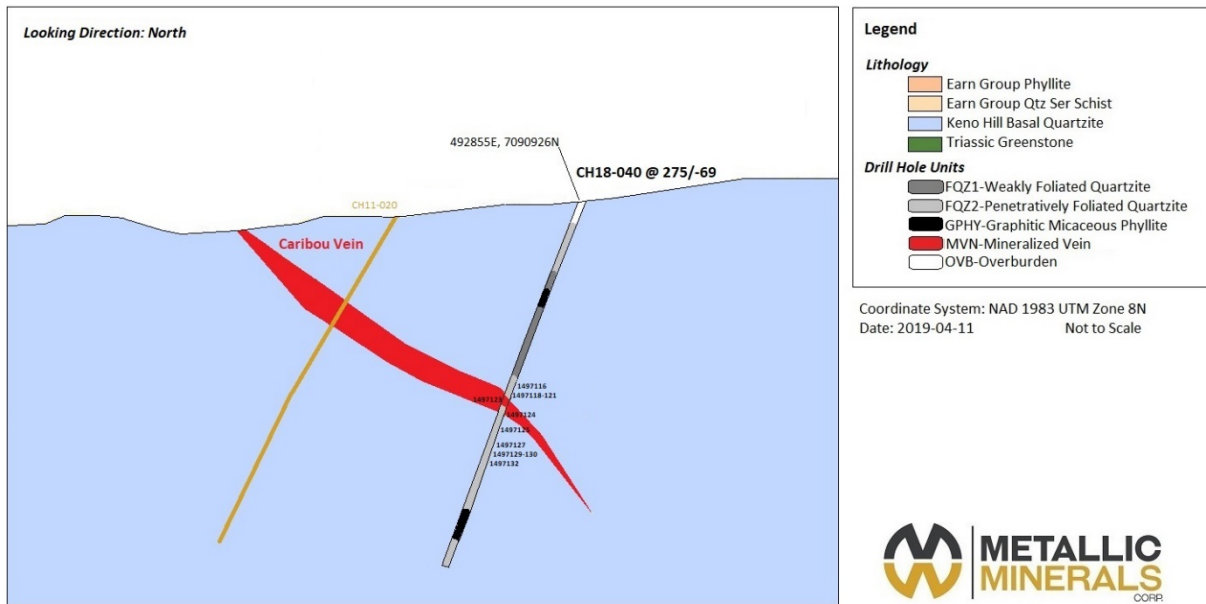 Looking Direction: North
492855E, 7090926N
CH18-040 @ 275/-69
CH11-020
Caribou Vein
1497116
1497118-121
1497123
1497124
1497125
1497127
1497129-130
1497132
Legend
Lithology
Earn Group Phyllite
Earn Group Qtz Ser Schist
Keno Hill Basal Quartzite
Triassic Greenstone
Drill Hole Units
FQZ1-Weakly Foliated Quartzite
FQZ2-Penetratively Foliated Quartzite
GPHY-Graphitic Micaceous Phyllite
MVN-Mineralized Vein
OVB-Overburden
Coordinate System: NAD 1983 UTM Zone 8N
Date: 2019-04-11 Not to Scale
METALLIC
MINERALS
CORP.